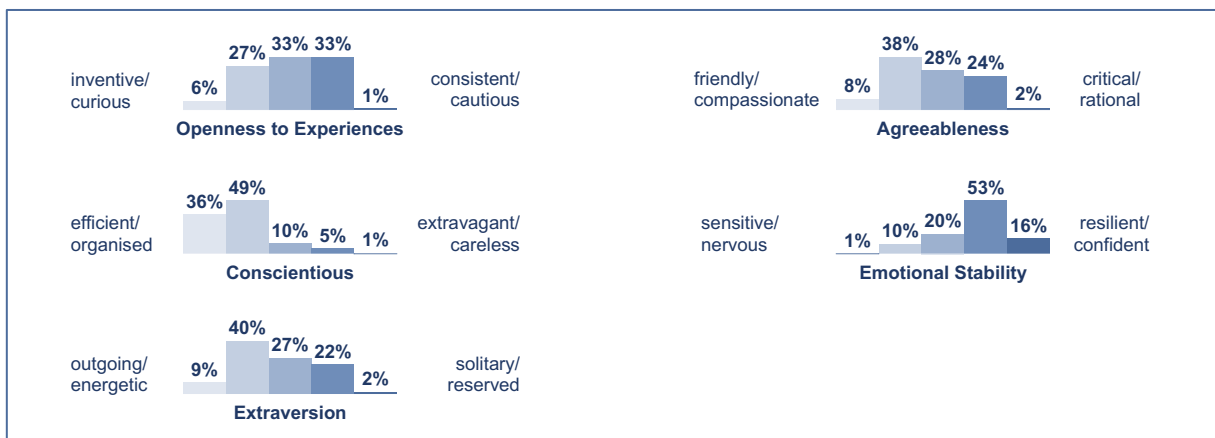 6% 27% 33% 33% 1%
inventive/
curious
consistent/
cautious
Openness to Experiences
8% 38% 28% 24% 2%
friendly/
compassionate
critical/
rational
Agreeableness
36% 49% 10% 5% 1%
efficient/
organised
extravagant/
careless
Conscientious
1% 10% 20% 53% 16%
sensitive/
nervous
resilient/
confident
Emotional Stability
9% 40% 27% 22% 2%
outgoing/
energetic
solitary/
reserved
Extraversion